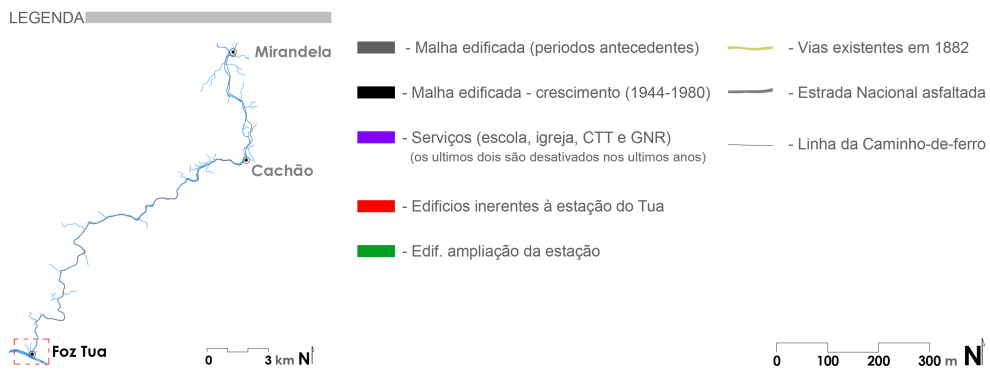 LEGENDA
Mirandela
Cachão
Foz Tua
0 3 km N
- Malha edificada (periodos antecedentes)
- Malha edificada - crescimento (1944-1980)
- Serviços (escola, igreja, CTT e GNR)
(os ultimos dois são desativados nos ultimos anos)
- Edificios inerentes à estação do Tua
- Edif. ampliação da estação
- Vias existentes em 1882
- Estrada Nacional asfaltada
- Linha da Caminho-de-ferro
0 100 200 300 m N